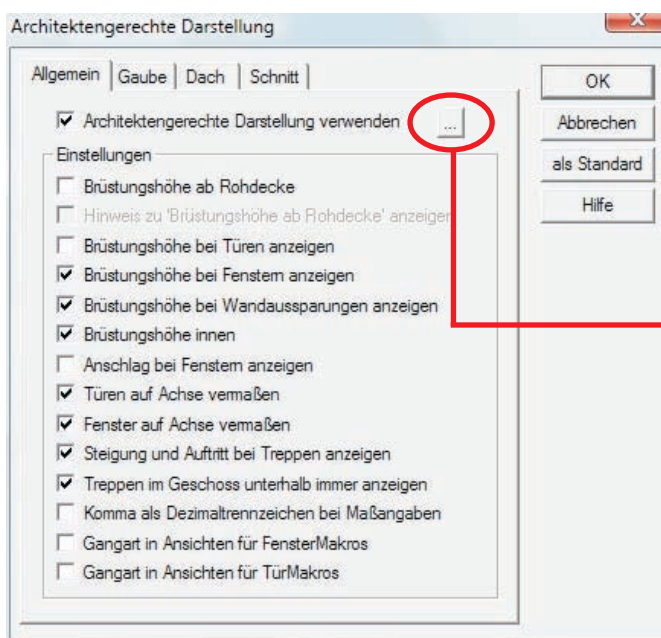 Architektengerechte Darstellung
X
Allgemein Gaube Dach Schnitt
Architektengerechte Darstellung verwenden ...
Einstellungen
Brüstungshöhe ab Rohdecke
Hinweis zu 'Brüstungshöhe ab Rohdecke' anzeigen
Brüstungshöhe bei Türen anzeigen
Brüstungshöhe bei Fenstern anzeigen
Brüstungshöhe bei Wandaussparungen anzeigen
Brüstungshöhe innen
Anschlag bei Fenstern anzeigen
Türen auf Achse vermaßen
Fenster auf Achse vermaßen
Steigung und Auftritt bei Treppen anzeigen
Treppen im Geschoss unterhalb immer anzeigen
Komma als Dezimaltrennzeichen bei Maßangaben
Gangart in Ansichten für FensterMakros
Gangart in Ansichten für TürMakros
OK
Abbrechen
als Standard
Hilfe